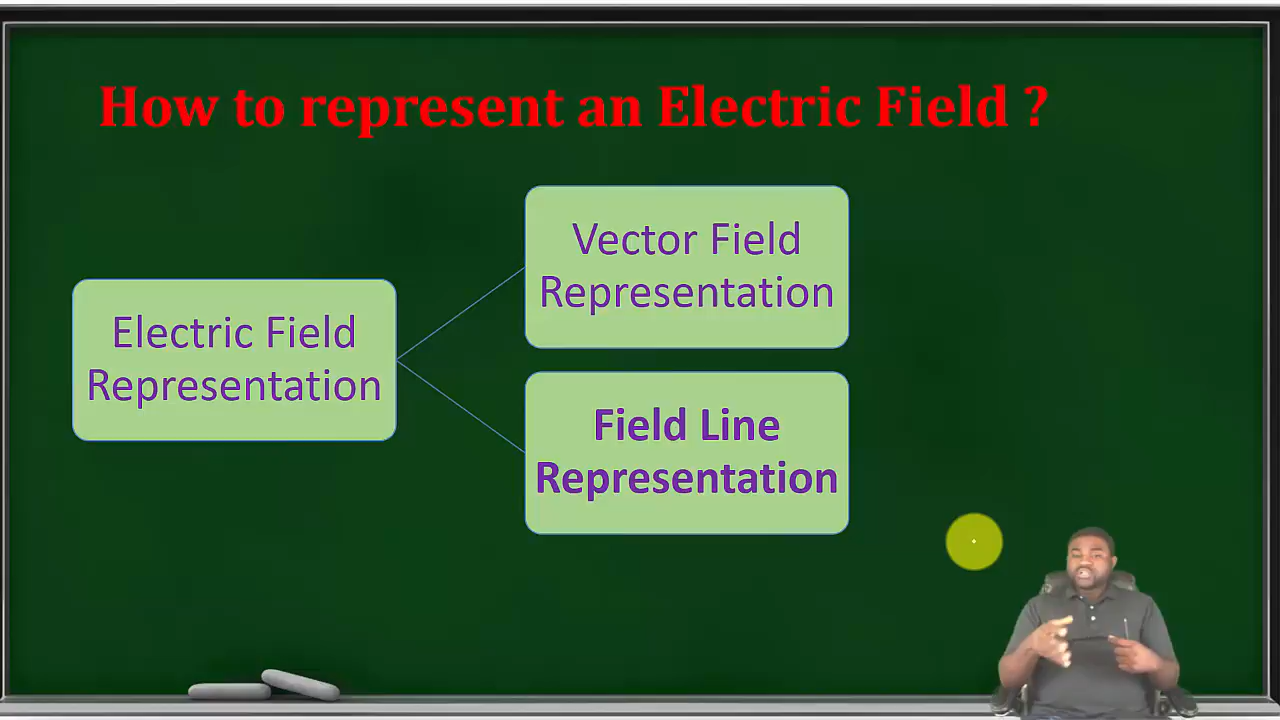 How to represent an Electric Field ?
Vector Field
Representation
Electric Field
Representation
Field Line
Representation